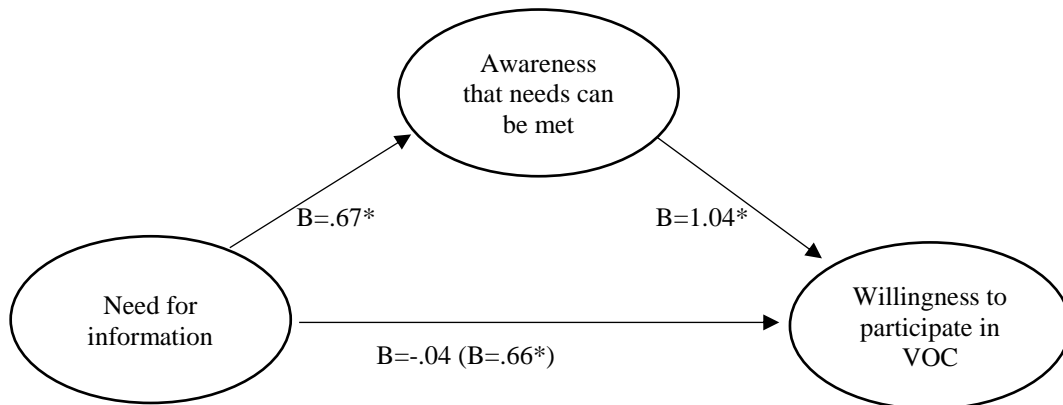 Awareness
that needs can
be met
B=.67*
B=1.04*
Need for
information
Willingness to
participate in
VOC
B=-.04 (B=.66*)